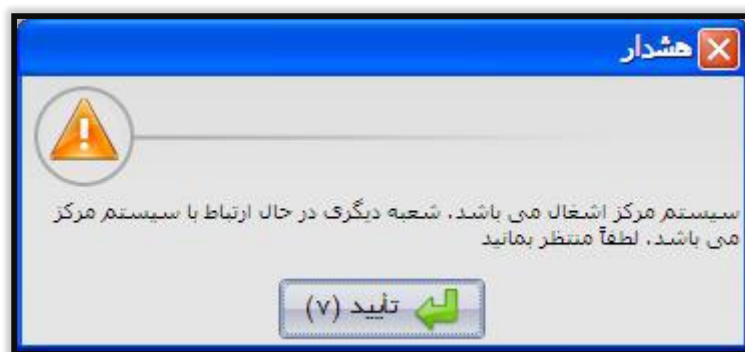 هشدار
سیستم مرکز اشغال می باشد، شعبه دیگری در حال ارتباط با سیستم مرکز
می باشد، لطفاً منتظر بمانید
تأیید (۷)